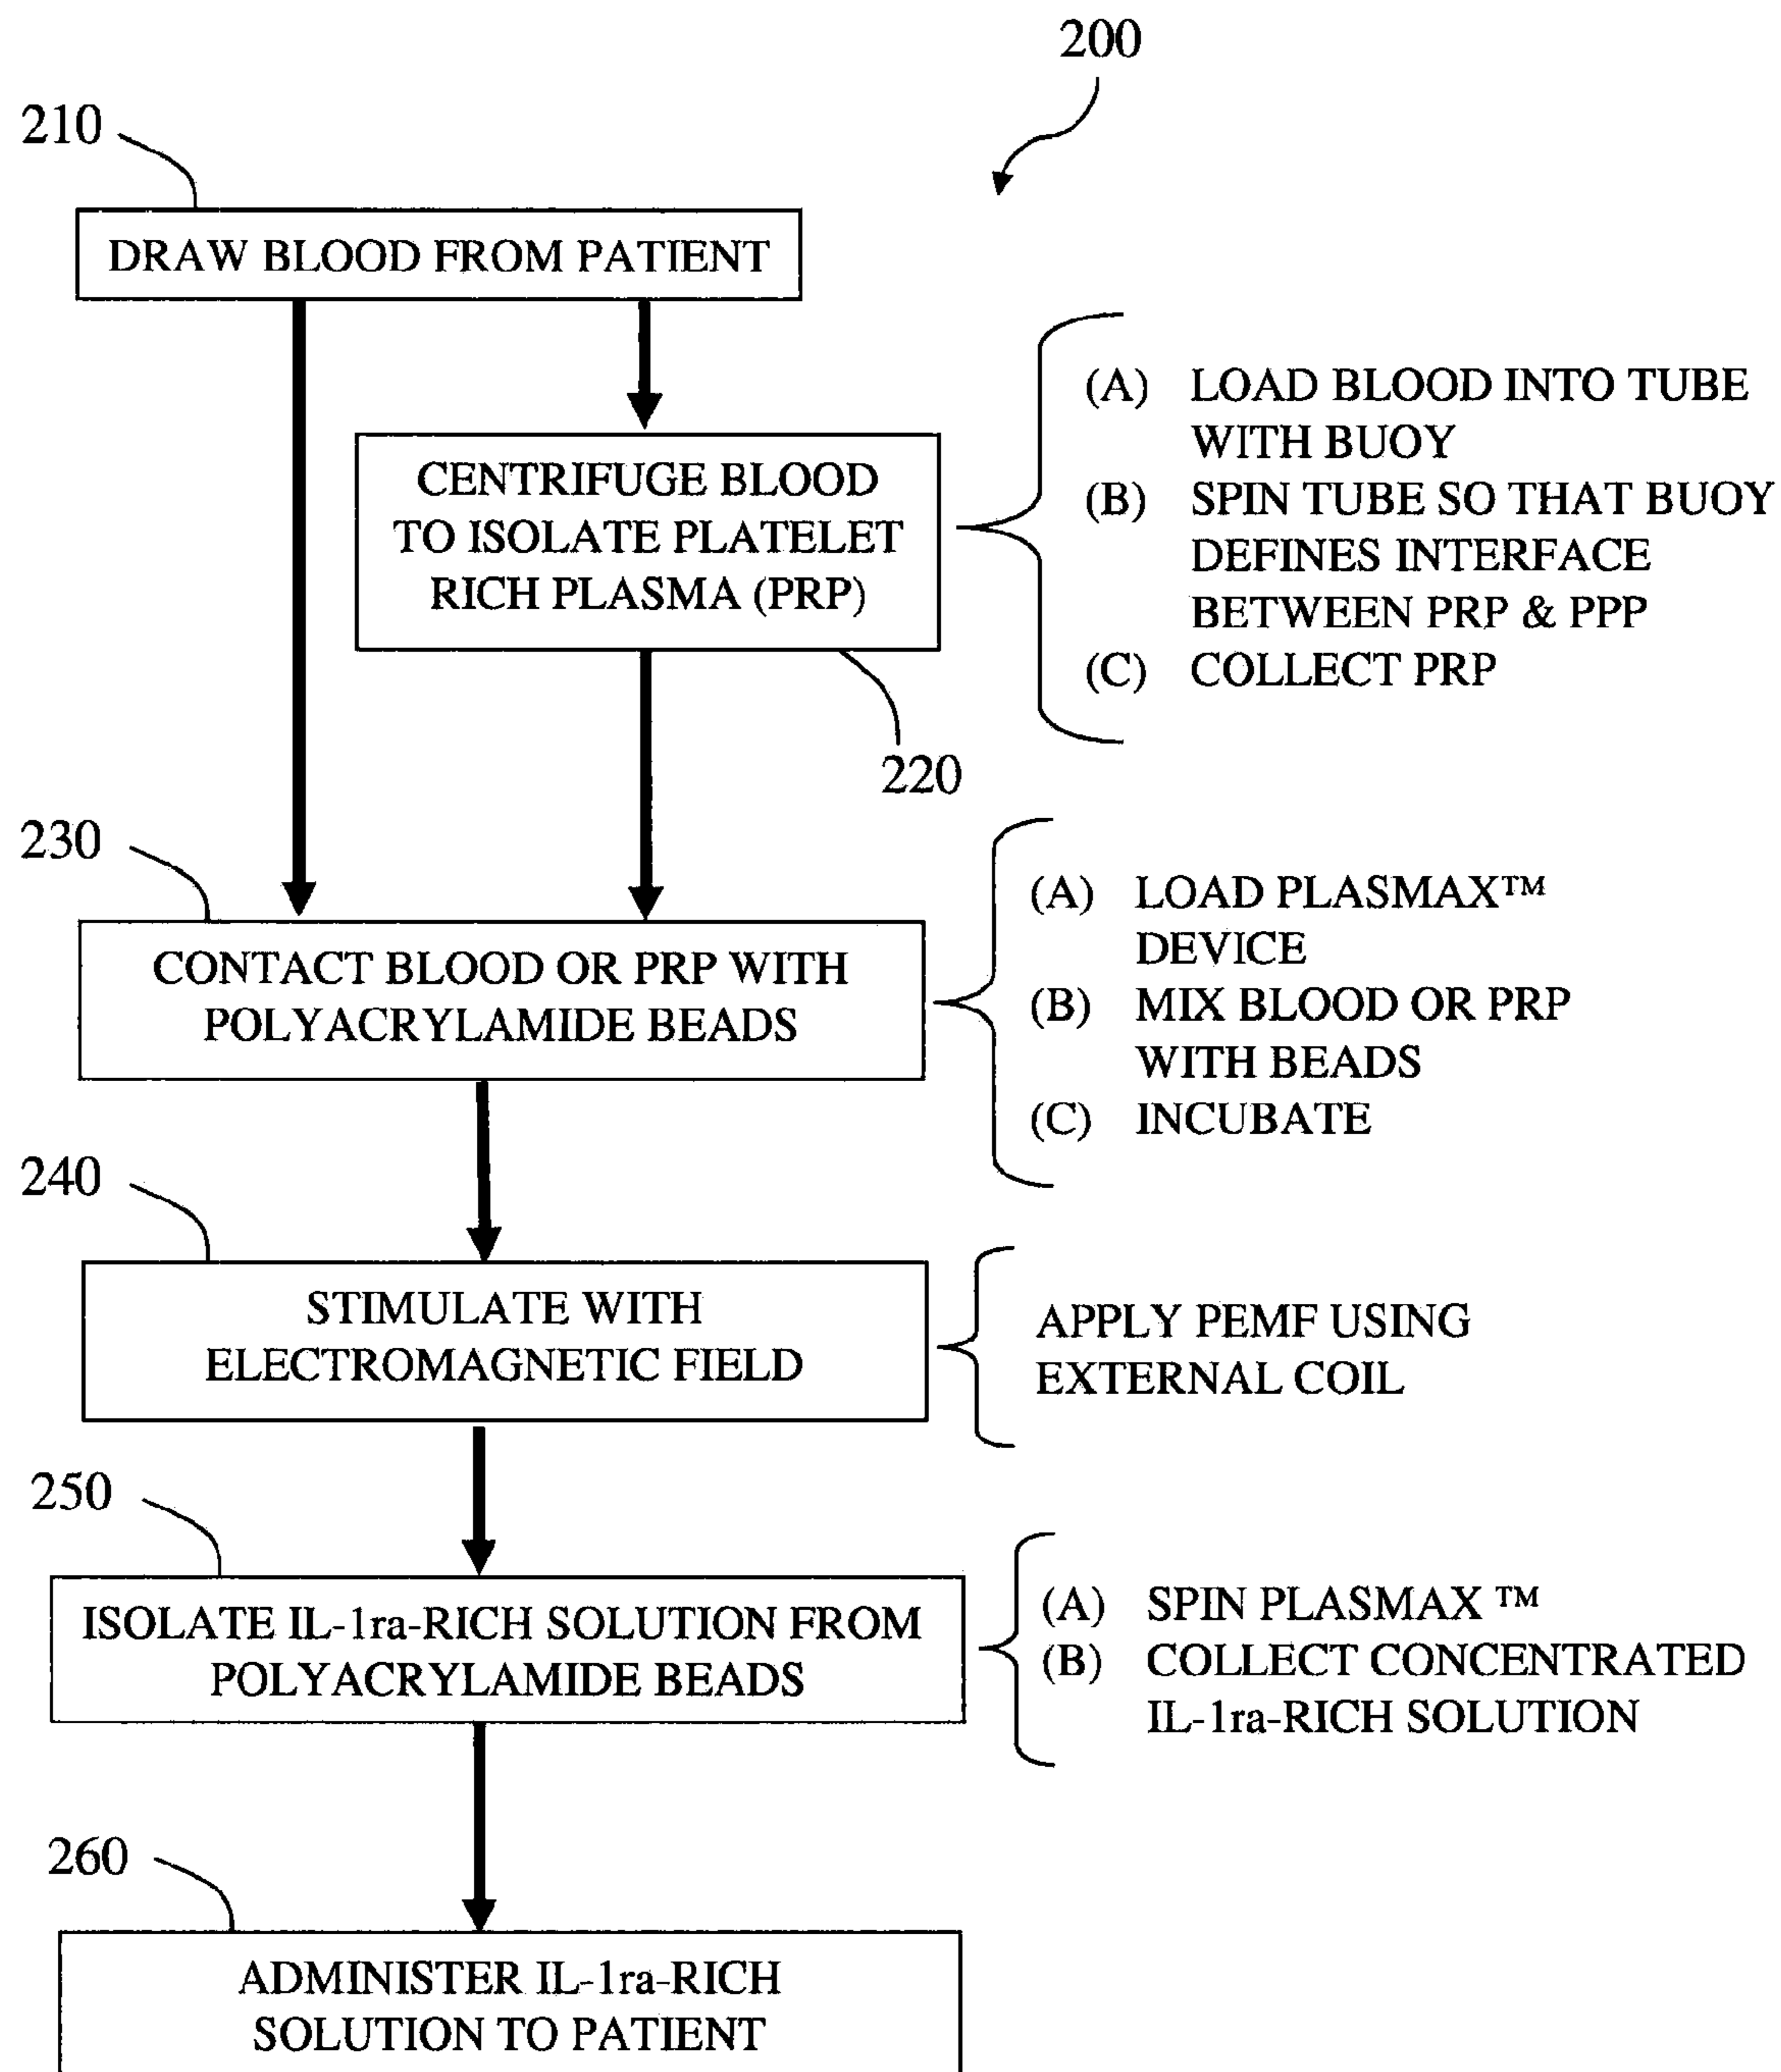 200
210
DRAW BLOOD FROM PATIENT
CENTRIFUGE BLOOD
TO ISOLATE PLATELET
RICH PLASMA (PRP)
(A) LOAD BLOOD INTO TUBE
WITH BUOY
(B) SPIN TUBE SO THAT BUOY
DEFINES INTERFACE
BETWEEN PRP & PPP
(C) COLLECT PRP
220
230
CONTACT BLOOD OR PRP WITH
POLYACRYLAMIDE BEADS
(A) LOAD PLASMAX™
DEVICE
(B) MIX BLOOD OR PRP
WITH BEADS
(C) INCUBATE
240
STIMULATE WITH
ELECTROMAGNETIC FIELD
APPLY PEMF USING
EXTERNAL COIL
250
ISOLATE IL-1ra-RICH SOLUTION FROM
POLYACRYLAMIDE BEADS
(A) SPIN PLASMAX ™
(B) COLLECT CONCENTRATED
IL-1ra-RICH SOLUTION
260
ADMINISTER IL-1ra-RICH
SOLUTION TO PATIENT